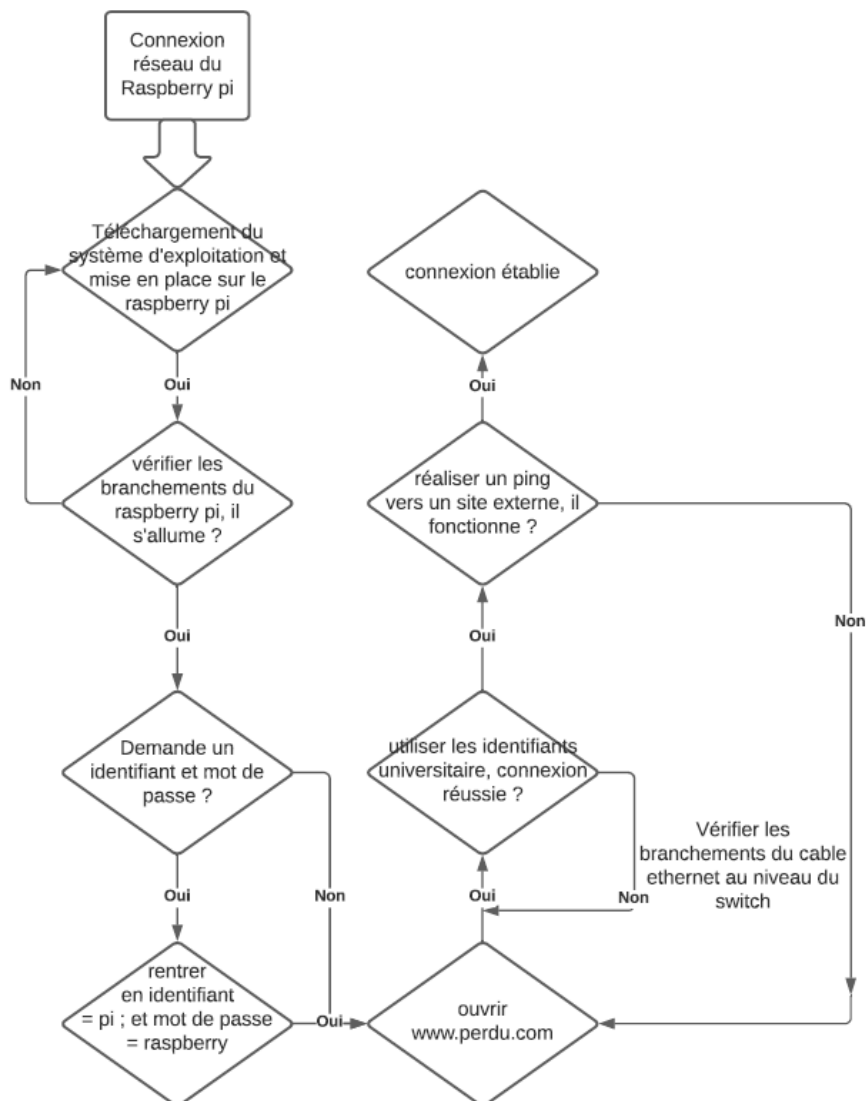 Connexion
réseau du
Raspberry pi
Téléchargement du
système d'exploitation et
mise en place sur le
raspberry pi
Non
Oui
vérifier les
branchements du
raspberry pi, il
s'allume ?
Oui
Demande un
identifiant et mot de
passe ?
Oui
Non
rentrer
en identifiant
= pi ; et mot de passe
= raspberry
Oui
connexion établie
Oui
réaliser un ping
vers un site externe, il
fonctionne ?
Non
Oui
utiliser les identifiants
universitaire, connexion
réussie ?
Vérifier les
branchements du cable
ethernet au niveau du
switch
Oui
Non
ouvrir
www.perdu.com